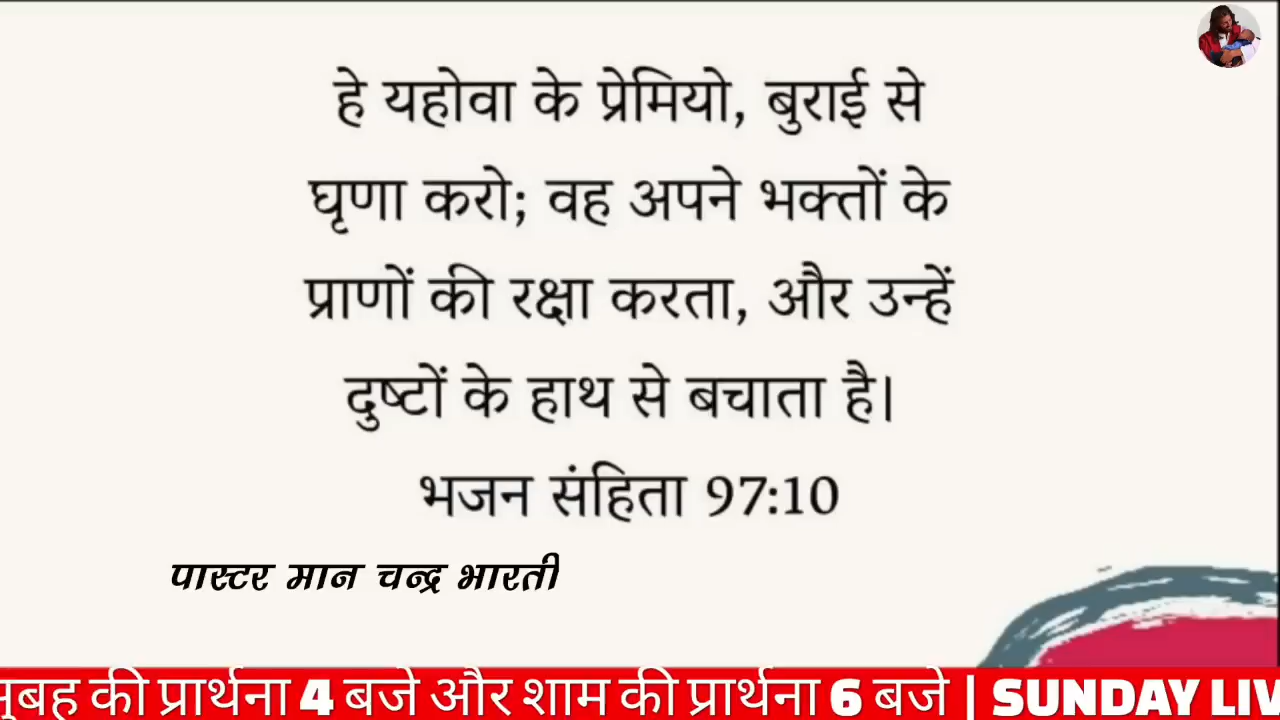 हे यहोवा के प्रेमियो, बुराई से
घृणा करो; वह अपने भक्तों के
प्राणों की रक्षा करता, और उन्हें
दुष्टों के हाथ से बचाता है।
भजन संहिता 97:10
पास्टर मान चन्द्र भारती
सुबह की प्रार्थना 4 बजे और शाम की प्रार्थना 6 बजे | SUNDAY LIV